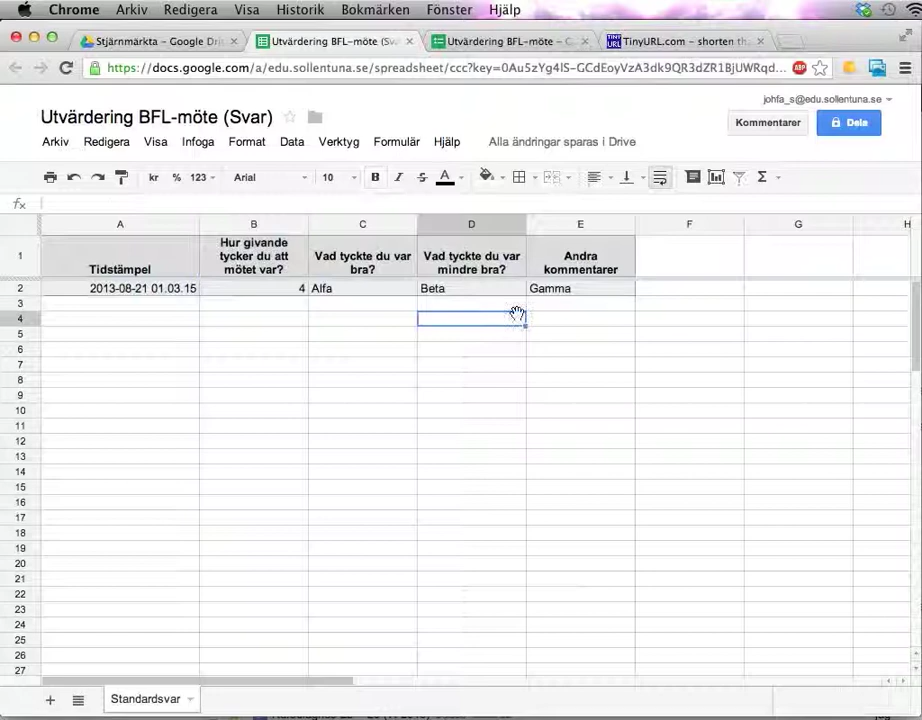 Chrome Arkiv Redigera Visa Historik Bokmärken Fönster Hjälp
Stjärnmärkta – Google Dri
Utvärdering BFL-möte (Sva
Utvärdering BFL-möte – G
TinyURL.com – shorten th
https://docs.google.com/a/edu.sollentuna.se/spreadsheet/ccc?key=0Au5zYg4IS-GCdEoyVzA3dk9QR3dZR1BjUWRqd...
johfa_s@edu.sollentuna.se
Utvärdering BFL-möte (Svar)
Kommentarer
Dela
Arkiv Redigera Visa Infoga Format Data Verktyg Formulär Hjälp Alla ändringar sparas i Drive
kr % 123 Arial 10 B I S A Σ
fx
A B C D E F G H
1 Tidstämpel
Hur givande tycker du att mötet var?
Vad tyckte du var bra?
Vad tyckte du var mindre bra?
Andra kommentarer
2 2013-08-21 01.03.15 4 Alfa Beta Gamma
3
4
5
6
7
8
9
10
11
12
13
14
15
16
17
18
19
20
21
22
23
24
25
26
27
Standardsvar